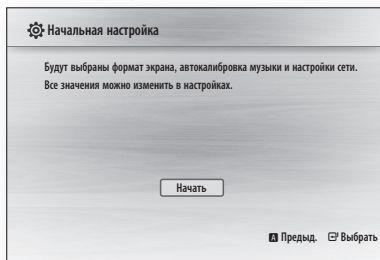 Начальная настройка
Будут выбраны формат экрана, автокалибровка музыки и настройки сети.
Все значения можно изменить в настройках.
Начать
A Предыд. Выбрать